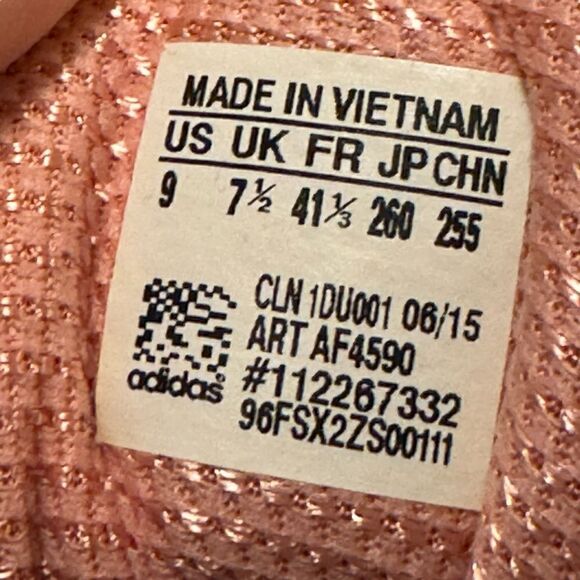 MADE IN VIETNAM
US UK FR JP CHN
9 7½ 41⅓ 260 255
CLN 1DU001 06/15
ART AF4590
#112267332
96FSX2ZS00111
adidas